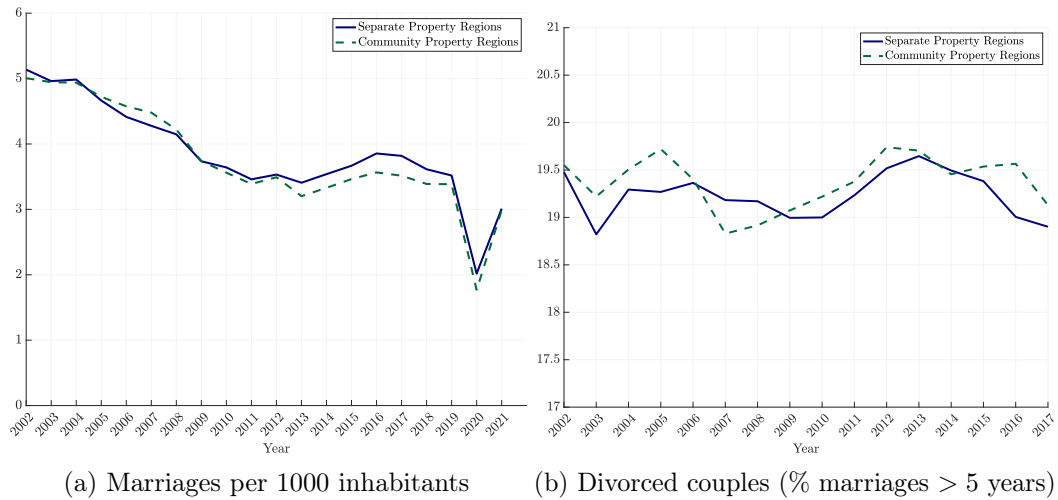 6
5
4
3
2
1
0
Separate Property Regions
Community Property Regions
2002 2003 2004 2005 2006 2007 2008 2009 2010 2011 2012 2013 2014 2015 2016 2017 2018 2019 2020 2021
Year
(a) Marriages per 1000 inhabitants
21
20.5
20
19.5
19
18.5
18
17.5
17
Separate Property Regions
Community Property Regions
2002 2003 2004 2005 2006 2007 2008 2009 2010 2011 2012 2013 2014 2015 2016 2017
Year
(b) Divorced couples (% marriages > 5 years)